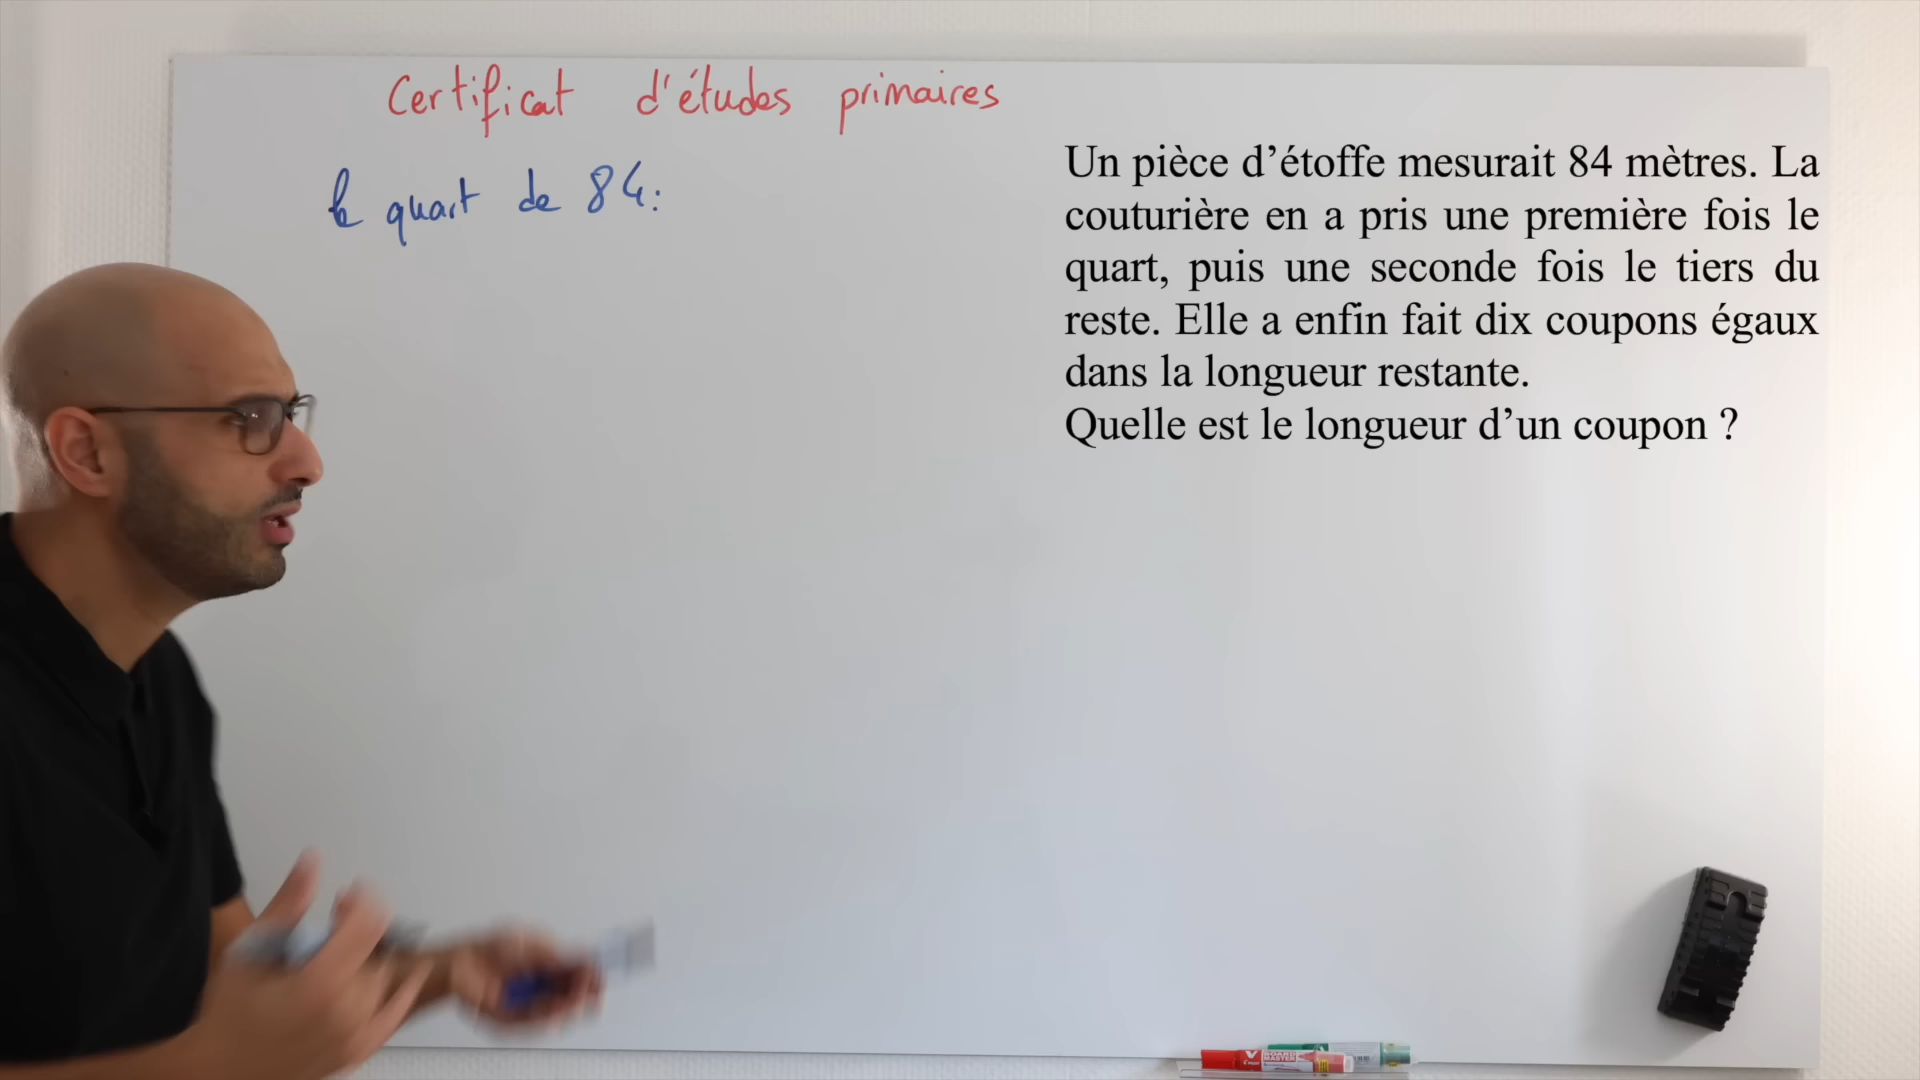 Certificat d'études primaires
le quart de 84:
Un pièce d’étoffe mesurait 84 mètres. La
couturière en a pris une première fois le
quart, puis une seconde fois le tiers du
reste. Elle a enfin fait dix coupons égaux
dans la longueur restante.
Quelle est le longueur d’un coupon ?
V BOARD MASTER